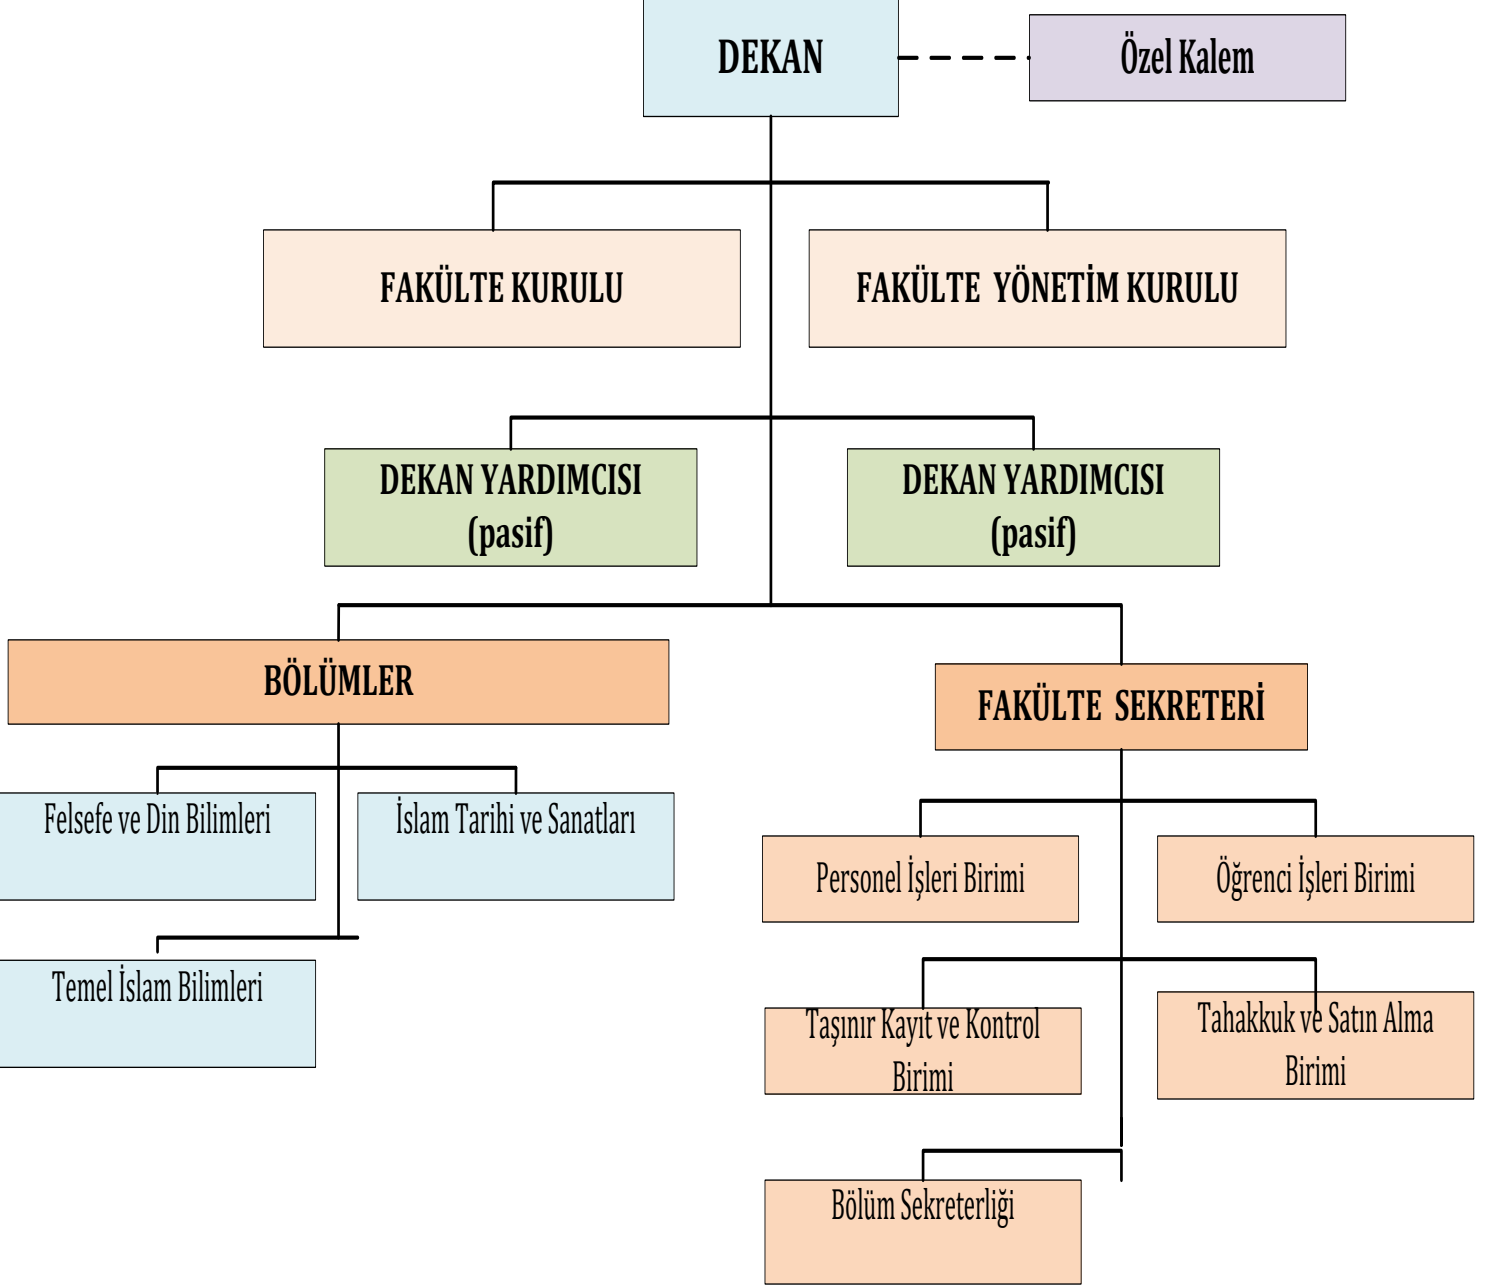 DEKAN
Özel Kalem
FAKÜLTE KURULU
FAKÜLTE YÖNETİM KURULU
DEKAN YARDIMCISI
(pasif)
DEKAN YARDIMCISI
(pasif)
BÖLÜMLER
FAKÜLTE SEKRETERİ
Felsefe ve Din Bilimleri
İslam Tarihi ve Sanatları
Temel İslam Bilimleri
Personel İşleri Birimi
Öğrenci İşleri Birimi
Taşınır Kayıt ve Kontrol
Birimi
Tahakkuk ve Satın Alma
Birimi
Bölüm Sekreterliği